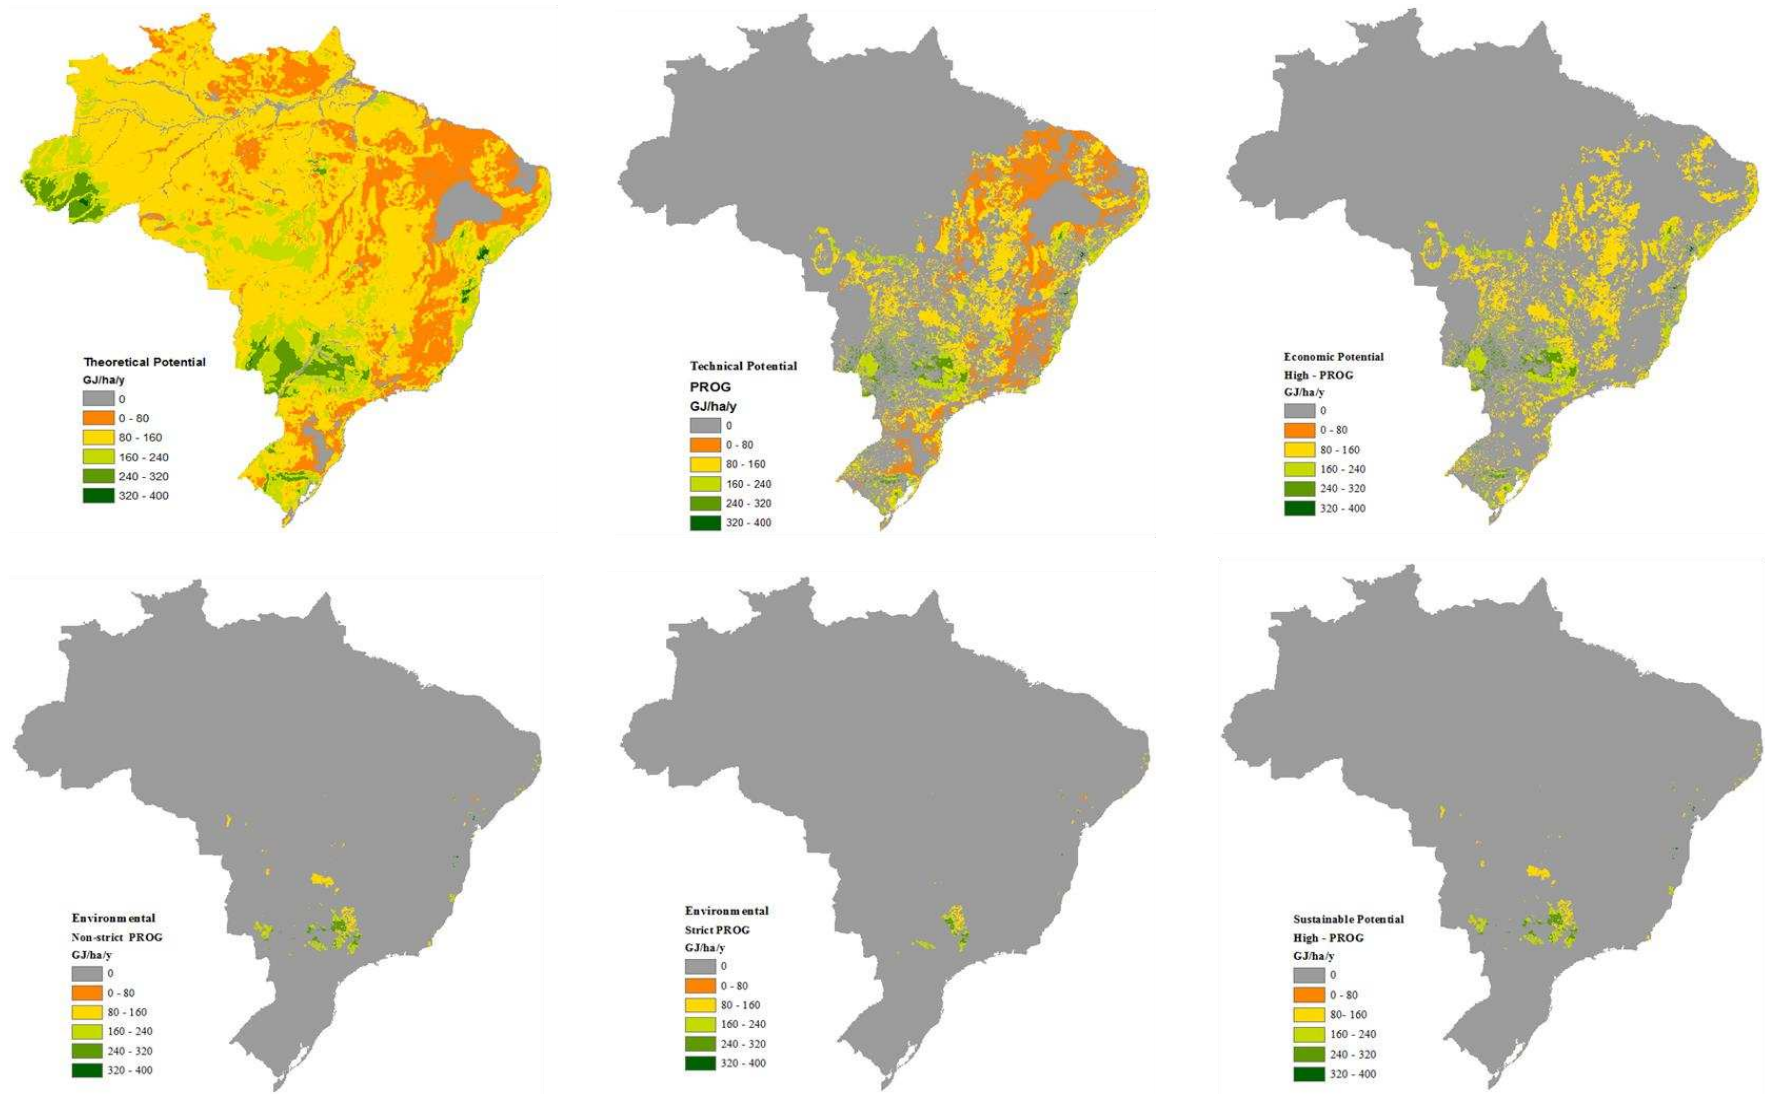 Theoretical Potential
GJ/ha/y
0
0 - 80
80 - 160
160 - 240
240 - 320
320 - 400
Technical Potential
PROG
GJ/ha/y
0
0 - 80
80 - 160
160 - 240
240 - 320
320 - 400
Economic Potential
High - PROG
GJ/ha/y
0
0 - 80
80 - 160
160 - 240
240 - 320
320 - 400
Environmental
Non-strict PROG
GJ/ha/y
0
0 - 80
80 - 160
160 - 240
240 - 320
320 - 400
Environmental
Strict PROG
GJ/ha/y
0
0 - 80
80 - 160
160 - 240
240 - 320
320 - 400
Sustainable Potential
High - PROG
GJ/ha/y
0
0 - 80
80- 160
160 - 240
240 - 320
320 - 400